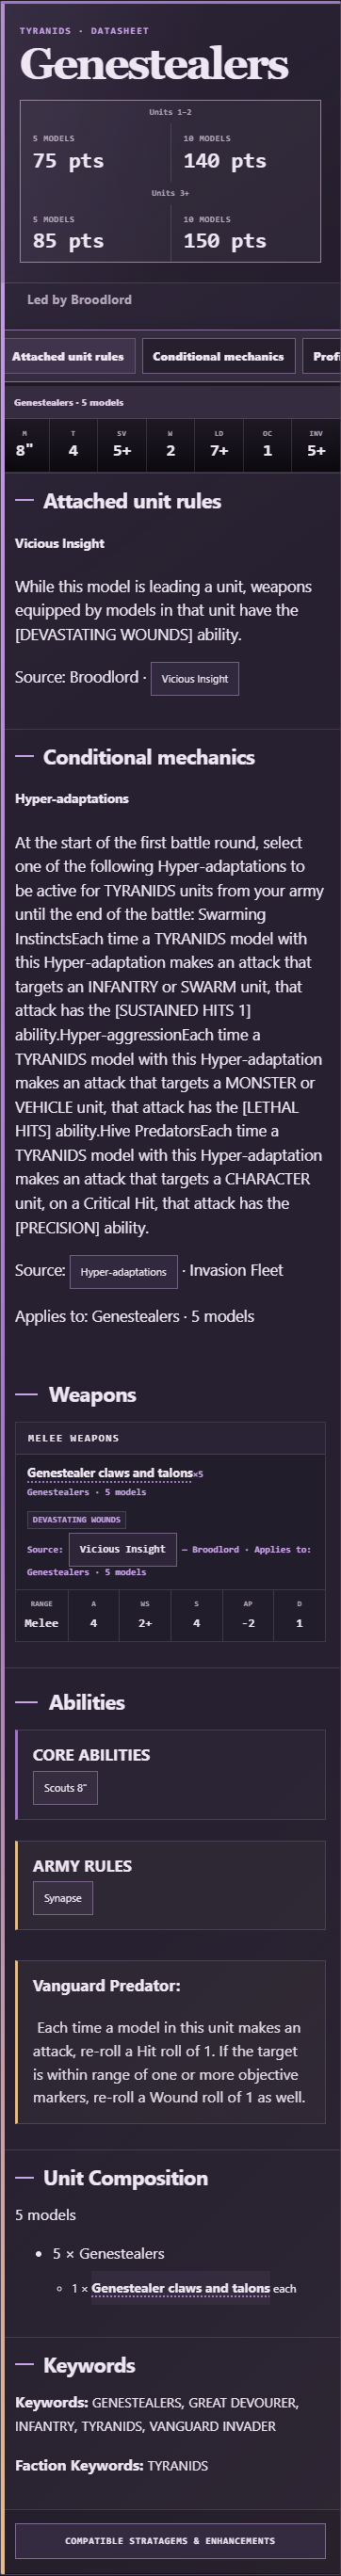 TYRANIDS · DATASHEET
Genestealers
Units 1–2
5 MODELS 10 MODELS
75 pts 140 pts
Units 3+
5 MODELS 10 MODELS
85 pts 150 pts
Led by Broodlord
Attached unit rules Conditional mechanics Profi
Genestealers · 5 models
M T SV W LD OC INV
8" 4 5+ 2 7+ 1 5+
Attached unit rules
Vicious Insight
While this model is leading a unit, weapons
equipped by models in that unit have the
[DEVASTATING WOUNDS] ability.
Source: Broodlord · Vicious Insight
Conditional mechanics
Hyper-adaptations
At the start of the first battle round, select
one of the following Hyper-adaptations to
be active for TYRANIDS units from your army
until the end of the battle: Swarming
InstinctsEach time a TYRANIDS model with
this Hyper-adaptation makes an attack that
targets an INFANTRY or SWARM unit, that
attack has the [SUSTAINED HITS 1]
ability.Hyper-aggressionEach time a
TYRANIDS model with this Hyper-adaptation
makes an attack that targets a MONSTER or
VEHICLE unit, that attack has the [LETHAL
HITS] ability.Hive PredatorsEach time a
TYRANIDS model with this Hyper-adaptation
makes an attack that targets a CHARACTER
unit, on a Critical Hit, that attack has the
[PRECISION] ability.
Source: Hyper-adaptations · Invasion Fleet
Applies to: Genestealers · 5 models
Weapons
MELEE WEAPONS
Genestealer claws and talons×5
Genestealers · 5 models
DEVASTATING WOUNDS
Source: Vicious Insight — Broodlord · Applies to:
Genestealers · 5 models
RANGE A WS S AP D
Melee 4 2+ 4 -2 1
Abilities
CORE ABILITIES
Scouts 8"
ARMY RULES
Synapse
Vanguard Predator:
Each time a model in this unit makes an
attack, re-roll a Hit roll of 1. If the target
is within range of one or more objective
markers, re-roll a Wound roll of 1 as well.
Unit Composition
5 models
• 5 × Genestealers
◦ 1 × Genestealer claws and talons each
Keywords
Keywords: GENESTEALERS, GREAT DEVOURER,
INFANTRY, TYRANIDS, VANGUARD INVADER
Faction Keywords: TYRANIDS
COMPATIBLE STRATAGEMS & ENHANCEMENTS